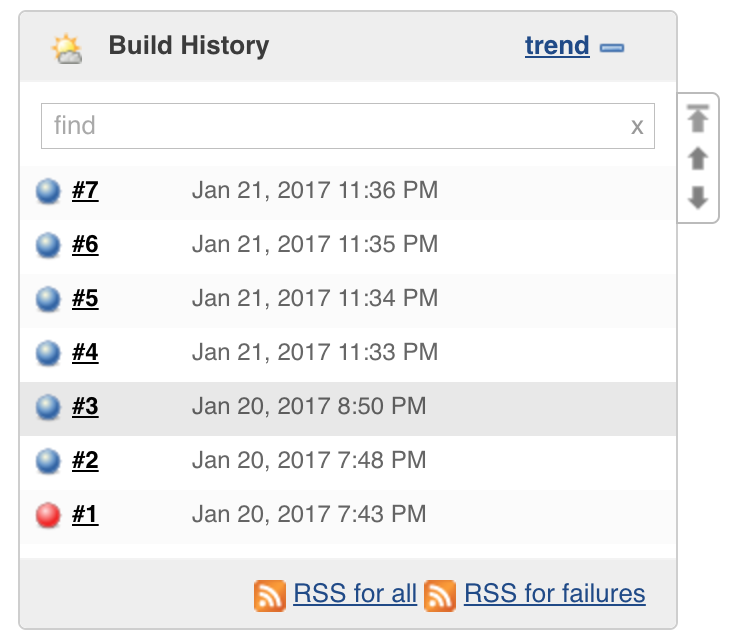 Build History trend
find x
#7 Jan 21, 2017 11:36 PM
#6 Jan 21, 2017 11:35 PM
#5 Jan 21, 2017 11:34 PM
#4 Jan 21, 2017 11:33 PM
#3 Jan 20, 2017 8:50 PM
#2 Jan 20, 2017 7:48 PM
#1 Jan 20, 2017 7:43 PM
RSS for all RSS for failures